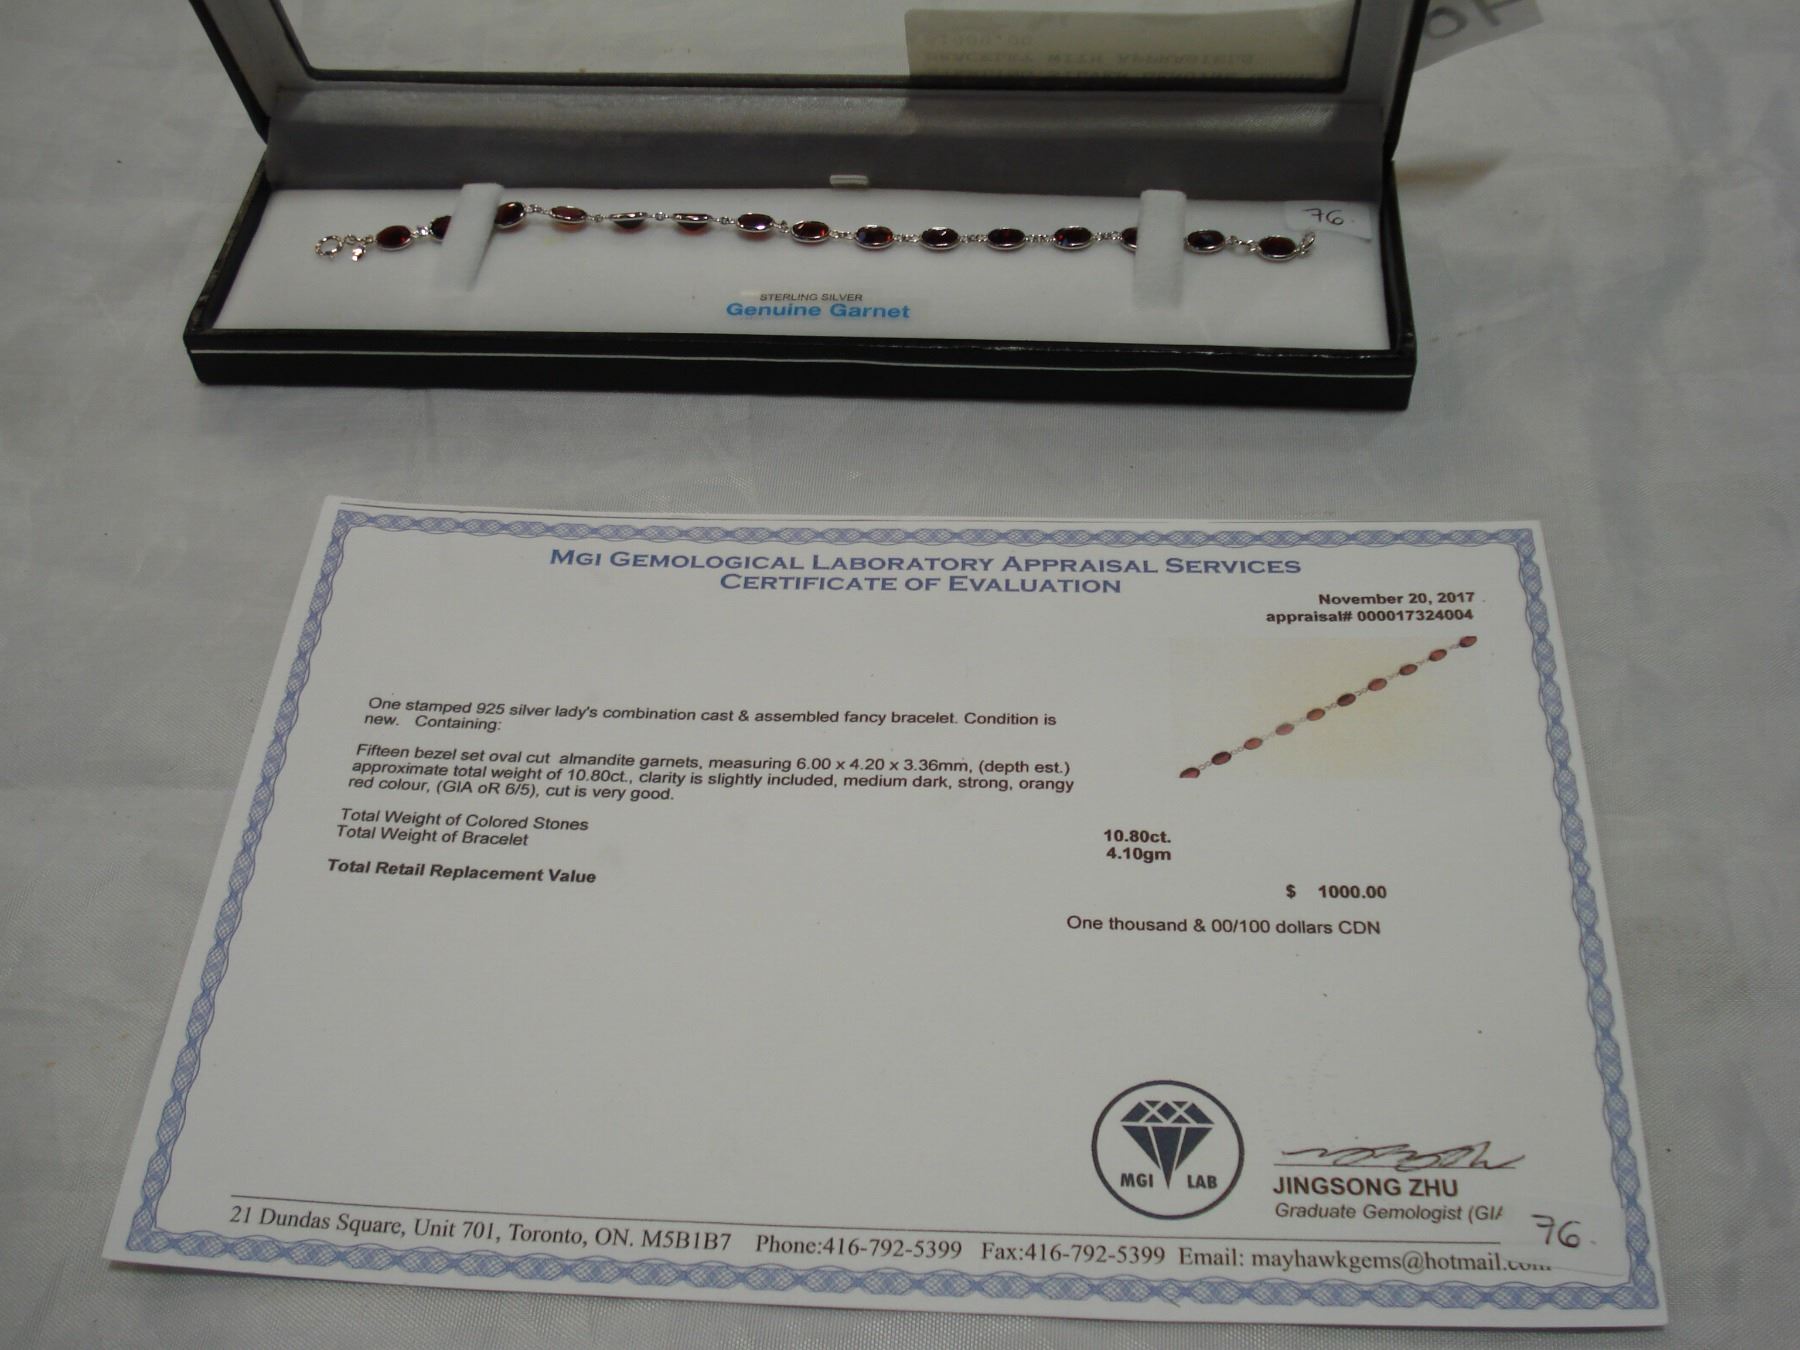 76.
STERLING SILVER
Genuine Garnet
MGI GEMOLOGICAL LABORATORY APPRAISAL SERVICES
CERTIFICATE OF EVALUATION
November 20, 2017
appraisal# 000017324004
One stamped 925 silver lady's combination cast & assembled fancy bracelet. Condition is
new. Containing:
Fifteen bezel set oval cut almandite garnets, measuring 6.00 x 4.20 x 3.36mm, (depth est.)
approximate total weight of 10.80ct., clarity is slightly included, medium dark, strong, orangy
red colour, (GIA oR 6/5), cut is very good.
Total Weight of Colored Stones 10.80ct.
Total Weight of Bracelet 4.10gm
Total Retail Replacement Value $ 1000.00
One thousand & 00/100 dollars CDN
MGI LAB
JINGSONG ZHU
Graduate Gemologist (GIA
76.
21 Dundas Square, Unit 701, Toronto, ON. M5B1B7 Phone:416-792-5399 Fax:416-792-5399 Email: mayhawkgems@hotmail.com